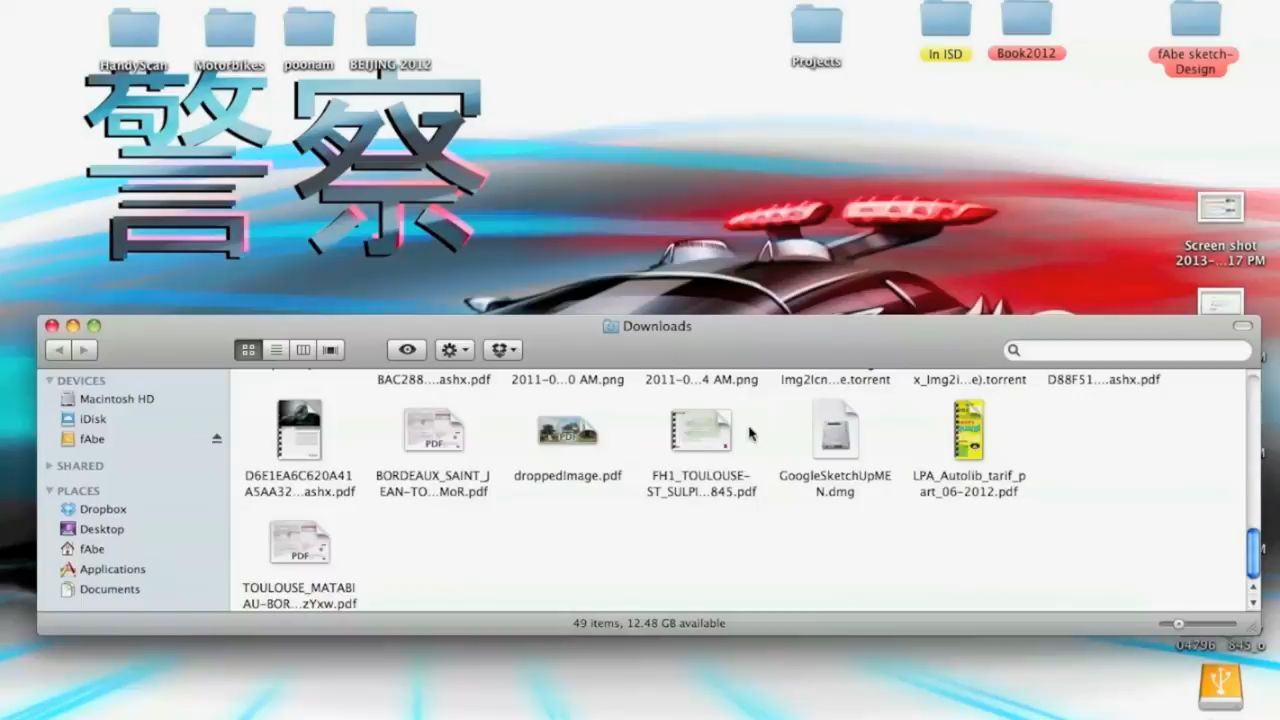 HandyScan
Motorbikes
poonam
BEIJING 2012
Projects
In ISD
Book2012
fAbe sketch-
Design
警察
Screen shot
2013-...17 PM
Downloads
DEVICES
Macintosh HD
iDisk
fAbe
SHARED
PLACES
Dropbox
Desktop
fAbe
Applications
Documents
BAC288....ashx.pdf
2011-0...0 AM.png
2011-0...4 AM.png
Img2Icn...e.torrent
x_Img2i...e).torrent
D88F51....ashx.pdf
D6E1EA6C620A41
A5AA32...ashx.pdf
PDF
BORDEAUX_SAINT_J
EAN-TO...MoR.pdf
droppedImage.pdf
FH1_TOULOUSE-
ST_SULPI...845.pdf
GoogleSketchUpME
N.dmg
LPA_Autolib_tarif_p
art_06-2012.pdf
PDF
TOULOUSE_MATABI
AU-BOR...zYxw.pdf
49 items, 12.48 GB available